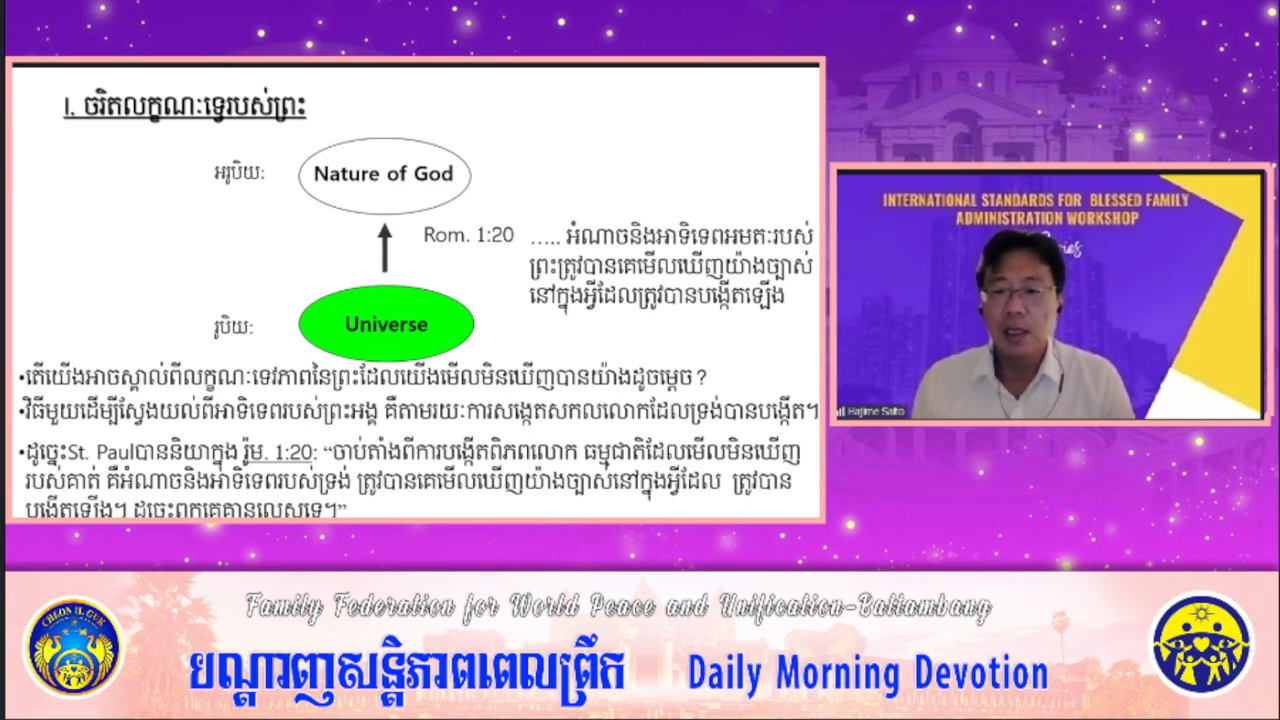 I. ចរិតលក្ខណៈទ្វេរបស់ព្រះ
អរូបិយ:
Nature of God
Rom. 1:20 ..... អំណាចនិងអាទិទេពអមតៈរបស់
ព្រះត្រូវបានគេមើលឃើញយ៉ាងច្បាស់
នៅក្នុងអ្វីដែលត្រូវបានបង្កើតឡើង
រូបិយ:
Universe
•តើយើងអាចស្គាល់ពីលក្ខណៈទេវភាពនៃព្រះដែលយើងមើលមិនឃើញបានយ៉ាងដូចម្តេច?
•វិធីមួយដើម្បីស្វែងយល់ពីអាទិទេពរបស់ព្រះអង្គ គឺតាមរយៈការសង្កេតសកលលោកដែលទ្រង់បានបង្កើត។
•ដូច្នេះSt. Paulបាននិយាក្នុង រ៉ូម. 1:20: “ចាប់តាំងពីការបង្កើតពិភពលោក ធម្មជាតិដែលមើលមិនឃើញ
របស់គាត់ គឺអំណាចនិងអាទិទេពរបស់ទ្រង់ ត្រូវបានគេមើលឃើញយ៉ាងច្បាស់នៅក្នុងអ្វីដែល ត្រូវបាន
បង្កើតឡើង។ ដូច្នេះពួកគេគ្មានលេសទេ។”
INTERNATIONAL STANDARDS FOR BLESSED FAMILY
ADMINISTRATION WORKSHOP
Hajime Saito
CHEON IL GUK
Family Federation for World Peace and Unification-Battambang
បណ្តាញសន្តិភាពពេលព្រឹក Daily Morning Devotion